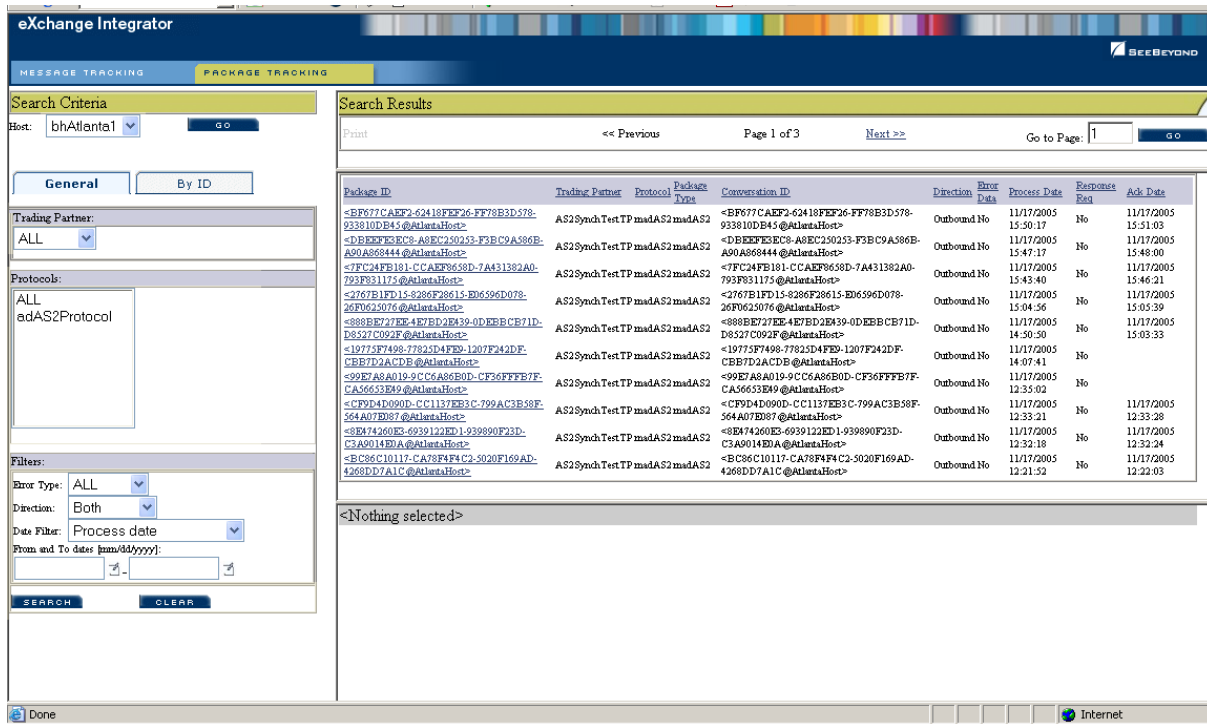 eXchange Integrator
SEEBEYOND
MESSAGE TRACKING PACKAGE TRACKING
Search Criteria
Host: bhAtlanta1 GO
General By ID
Trading Partner:
ALL
Protocols:
ALL
adAS2Protocol
Filters:
Error Type: ALL
Direction: Both
Date Filter: Process date
From and To dates [mm/dd/yyyy]:
-
SEARCH CLEAR
Search Results
Print << Previous Page 1 of 3 Next >> Go to Page: 1 GO
Package ID Trading Partner Protocol Package Type Conversation ID Direction Error Data Process Date Response Req Ack Date
<BF677CAEF2-62418FEF26-FF78B3D578- <BF677CAEF2-62418FEF26-FF78B3D578- 11/17/2005 11/17/2005
933810DB45@AtlantaHost> AS2SynchTestTP madAS2 madAS2 933810DB45@AtlantaHost> Outbound No 15:50:17 No 15:51:03
<DBEEFE3EC8-A8EC250253-F3BC9A586B- <DBEEFE3EC8-A8EC250253-F3BC9A586B- 11/17/2005 11/17/2005
A90A868444@AtlantaHost> AS2SynchTestTP madAS2 madAS2 A90A868444@AtlantaHost> Outbound No 15:47:17 No 15:48:00
<7FC24FB181-CCAEF8658D-7A431382A0- <7FC24FB181-CCAEF8658D-7A431382A0- 11/17/2005 11/17/2005
793F831175@AtlantaHost> AS2SynchTestTP madAS2 madAS2 793F831175@AtlantaHost> Outbound No 15:43:40 No 15:46:21
<2767B1FD15-8286F28615-E06596D078- <2767B1FD15-8286F28615-E06596D078- 11/17/2005 11/17/2005
26F0625076@AtlantaHost> AS2SynchTestTP madAS2 madAS2 26F0625076@AtlantaHost> Outbound No 15:04:56 No 15:05:39
<888BE727EE-4E7BD2E439-0DEBBCB71D- <888BE727EE-4E7BD2E439-0DEBBCB71D- 11/17/2005 11/17/2005
D8527C092F@AtlantaHost> AS2SynchTestTP madAS2 madAS2 D8527C092F@AtlantaHost> Outbound No 14:50:50 No 15:03:33
<19775F7498-77825D4FE9-1207F242DF- <19775F7498-77825D4FE9-1207F242DF- 11/17/2005
CBB7D2ACDB@AtlantaHost> AS2SynchTestTP madAS2 madAS2 CBB7D2ACDB@AtlantaHost> Outbound No 14:07:41 No
<99E7A8A019-9CC6A86B0D-CF36FFFB7F- <99E7A8A019-9CC6A86B0D-CF36FFFB7F- 11/17/2005
CA56653E49@AtlantaHost> AS2SynchTestTP madAS2 madAS2 CA56653E49@AtlantaHost> Outbound No 12:35:02 No
<CF9D4D090D-CC1137EB3C-799AC3B58F- <CF9D4D090D-CC1137EB3C-799AC3B58F- 11/17/2005 11/17/2005
564A07E087@AtlantaHost> AS2SynchTestTP madAS2 madAS2 564A07E087@AtlantaHost> Outbound No 12:33:21 No 12:33:28
<8E474260E3-6939122ED1-939890F23D- <8E474260E3-6939122ED1-939890F23D- 11/17/2005 11/17/2005
C3A9014E0A@AtlantaHost> AS2SynchTestTP madAS2 madAS2 C3A9014E0A@AtlantaHost> Outbound No 12:32:18 No 12:32:24
<BC86C10117-CA78F4F4C2-5020F169AD- <BC86C10117-CA78F4F4C2-5020F169AD- 11/17/2005 11/17/2005
4268DD7A1C@AtlantaHost> AS2SynchTestTP madAS2 madAS2 4268DD7A1C@AtlantaHost> Outbound No 12:21:52 No 12:22:03
<Nothing selected>
Done Internet